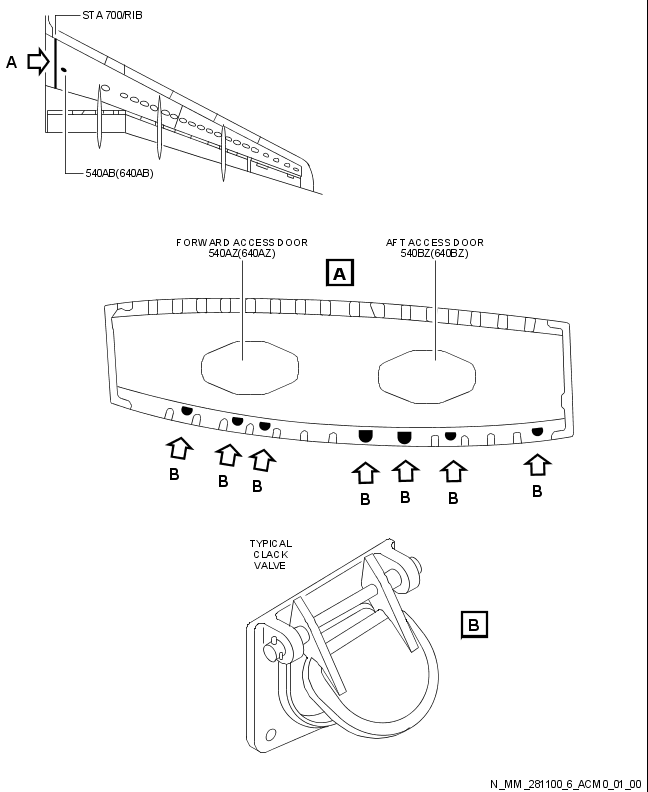 STA 700/RIB
A
540AB(640AB)
FORWARD ACCESS DOOR
540AZ(640AZ)
AFT ACCESS DOOR
540BZ(640BZ)
A
B
B
B
B
B
B
B
TYPICAL
CLACK
VALVE
B
N_MM_281100_6_ACM0_01_00